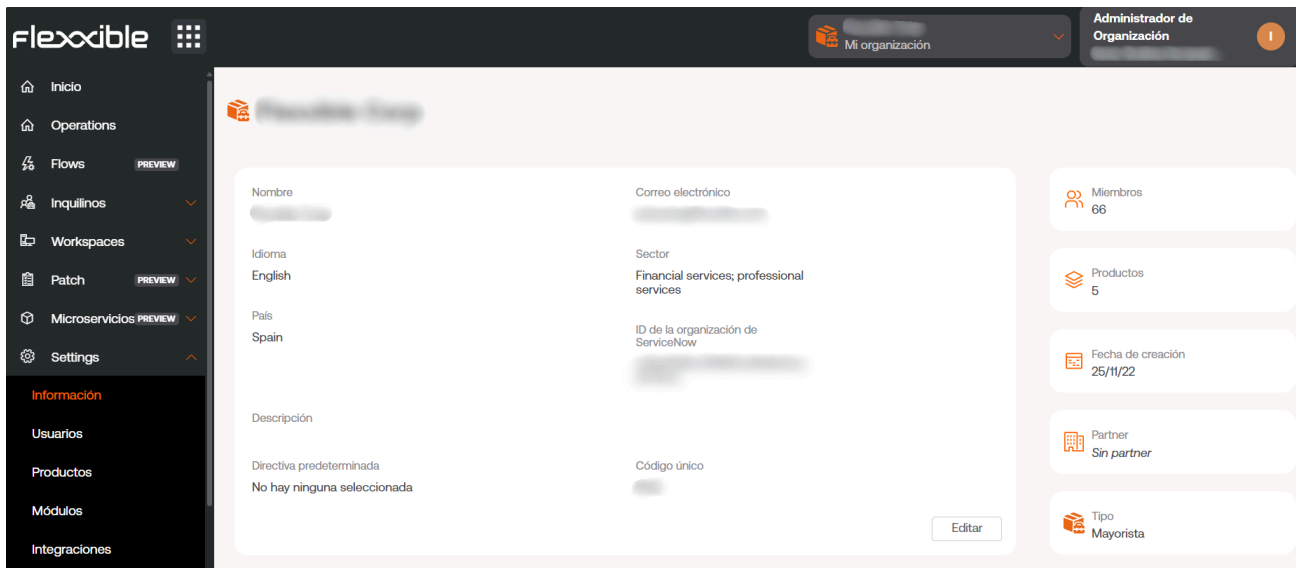 Flexxible
Mi organización
Administrador de
Organización
I
Inicio
Operations
Flows PREVIEW
Inquilinos
Workspaces
Patch PREVIEW
Microservicios PREVIEW
Settings
Información
Usuarios
Productos
Módulos
Integraciones
Nombre
Correo electrónico
Idioma
English
Sector
Financial services; professional
services
País
Spain
ID de la organización de
ServiceNow
Descripción
Directiva predeterminada
No hay ninguna seleccionada
Código único
Editar
Miembros
66
Productos
5
Fecha de creación
25/11/22
Partner
Sin partner
Tipo
Mayorista